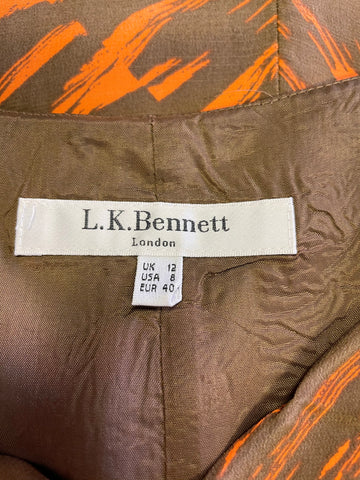 L.K.Bennett
London
UK 12
USA 8
EUR 40